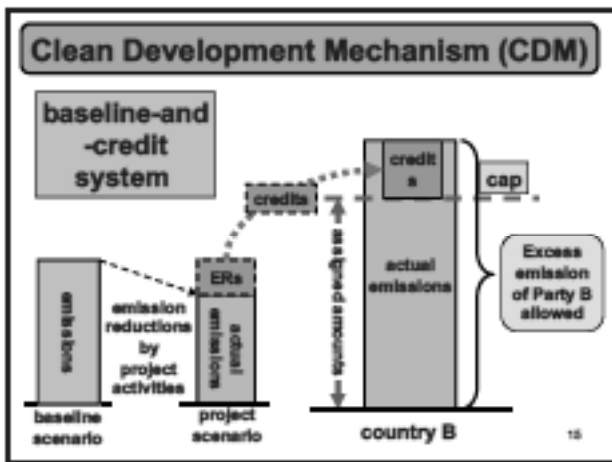 Clean Development Mechanism (CDM)
baseline-and
-credit
system
credit
s
cap
credits
assigned amounts
actual
emissions
Excess
emission
of Party B
allowed
ERs
emissions
emission
reductions
by
project
activities
actual
emissions
baseline
scenario
project
scenario
country B
15